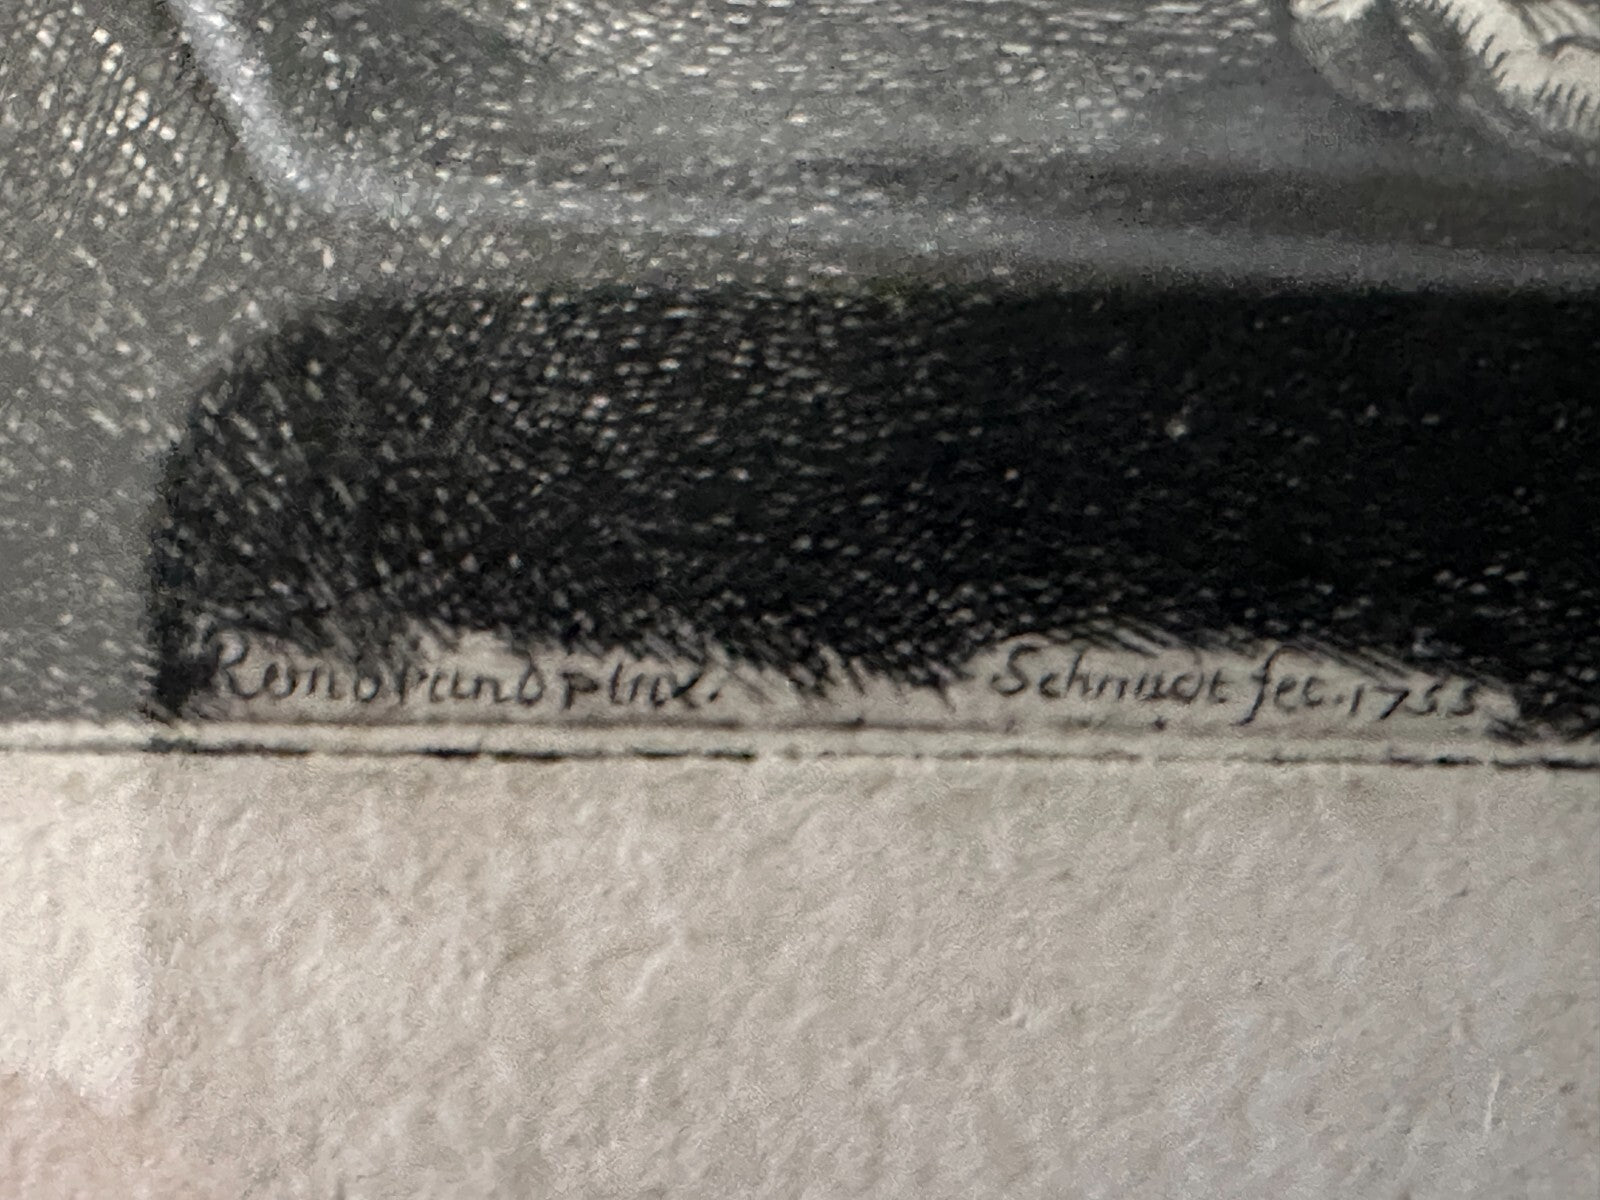 Rembrandt pinx. Schmidt fec. 1755